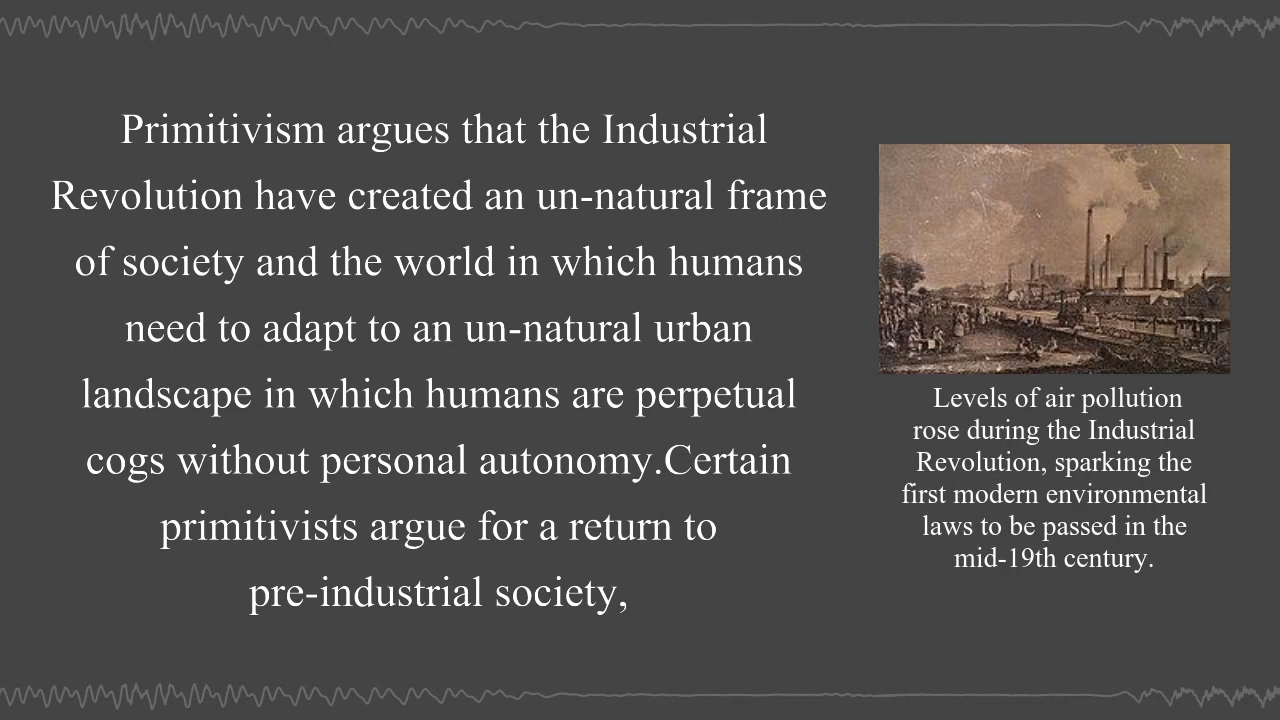 Primitivism argues that the Industrial
Revolution have created an un-natural frame
of society and the world in which humans
need to adapt to an un-natural urban
landscape in which humans are perpetual
cogs without personal autonomy.Certain
primitivists argue for a return to
pre-industrial society,
Levels of air pollution
rose during the Industrial
Revolution, sparking the
first modern environmental
laws to be passed in the
mid-19th century.